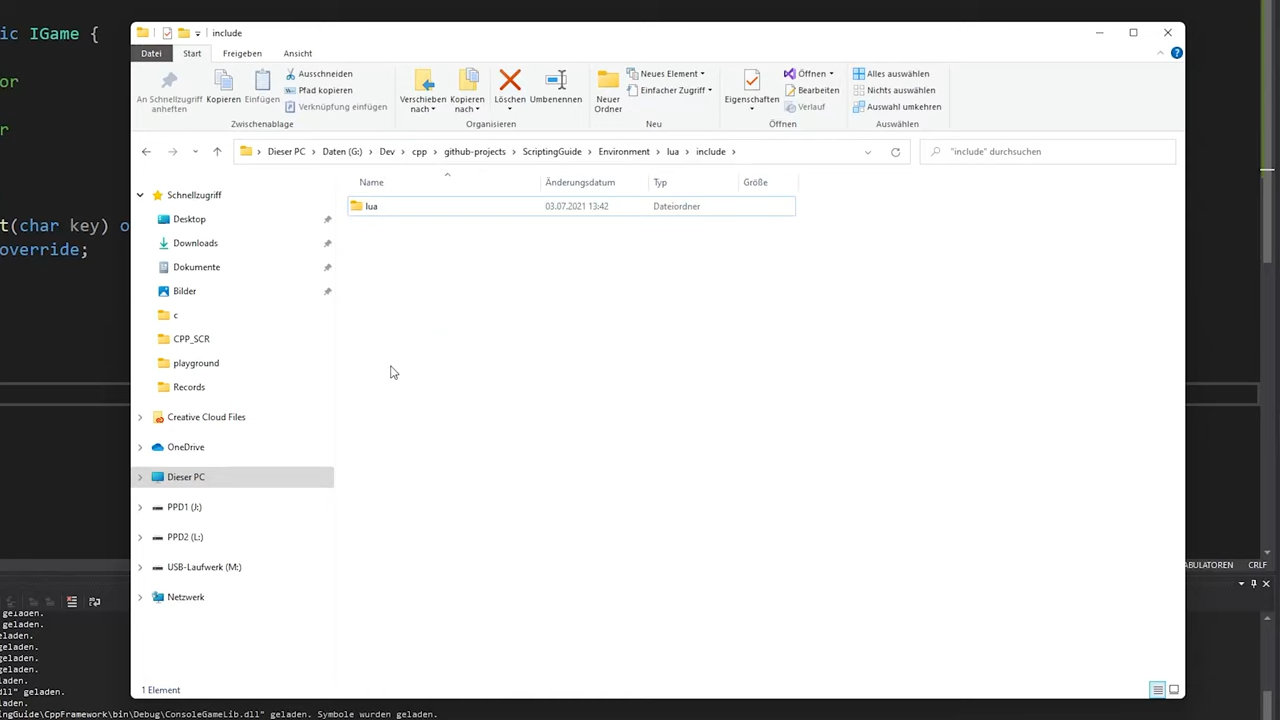 ic IGame {
or
r
t(char key) o
override;
include
Datei Start Freigeben Ansicht
An Schnellzugriff anheften
Kopieren
Einfügen
Ausschneiden
Pfad kopieren
Verknüpfung einfügen
Zwischenablage
Verschieben nach
Kopieren nach
Löschen
Umbenennen
Organisieren
Neuer Ordner
Neues Element
Einfacher Zugriff
Neu
Eigenschaften
Öffnen
Bearbeiten
Verlauf
Öffnen
Alles auswählen
Nichts auswählen
Auswahl umkehren
Auswählen
Dieser PC > Daten (G:) > Dev > cpp > github-projects > ScriptingGuide > Environment > lua > include >
"include" durchsuchen
Name Änderungsdatum Typ Größe
lua 03.07.2021 13:42 Dateiordner
Schnellzugriff
Desktop
Downloads
Dokumente
Bilder
c
CPP_SCR
playground
Records
Creative Cloud Files
OneDrive
Dieser PC
PPD1 (J:)
PPD2 (L:)
USB-Laufwerk (M:)
Netzwerk
1 Element
ABULATOREN CRLF
geladen.
geladen.
eladen.
geladen.
geladen.
geladen.
eladen.
dll" geladen.
laden.
ingGuide\CppFramework\bin\Debug\ConsoleGameLib.dll" geladen. Symbole wurden geladen.